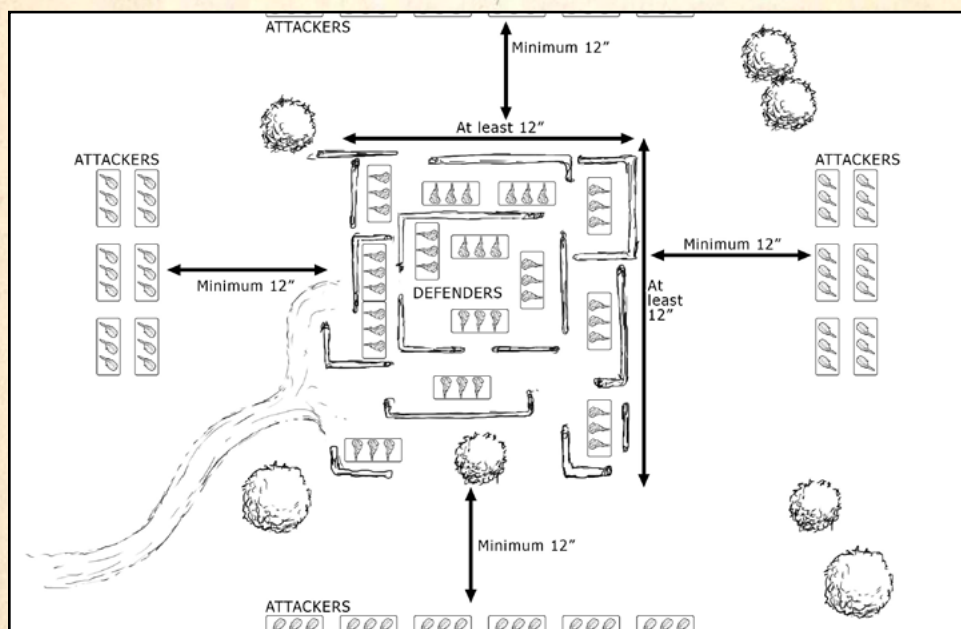 ATTACKERS
Minimum 12”
At least 12”
ATTACKERS
ATTACKERS
Minimum 12”
Minimum 12”
At
least
12”
DEFENDERS
Minimum 12”
ATTACKERS